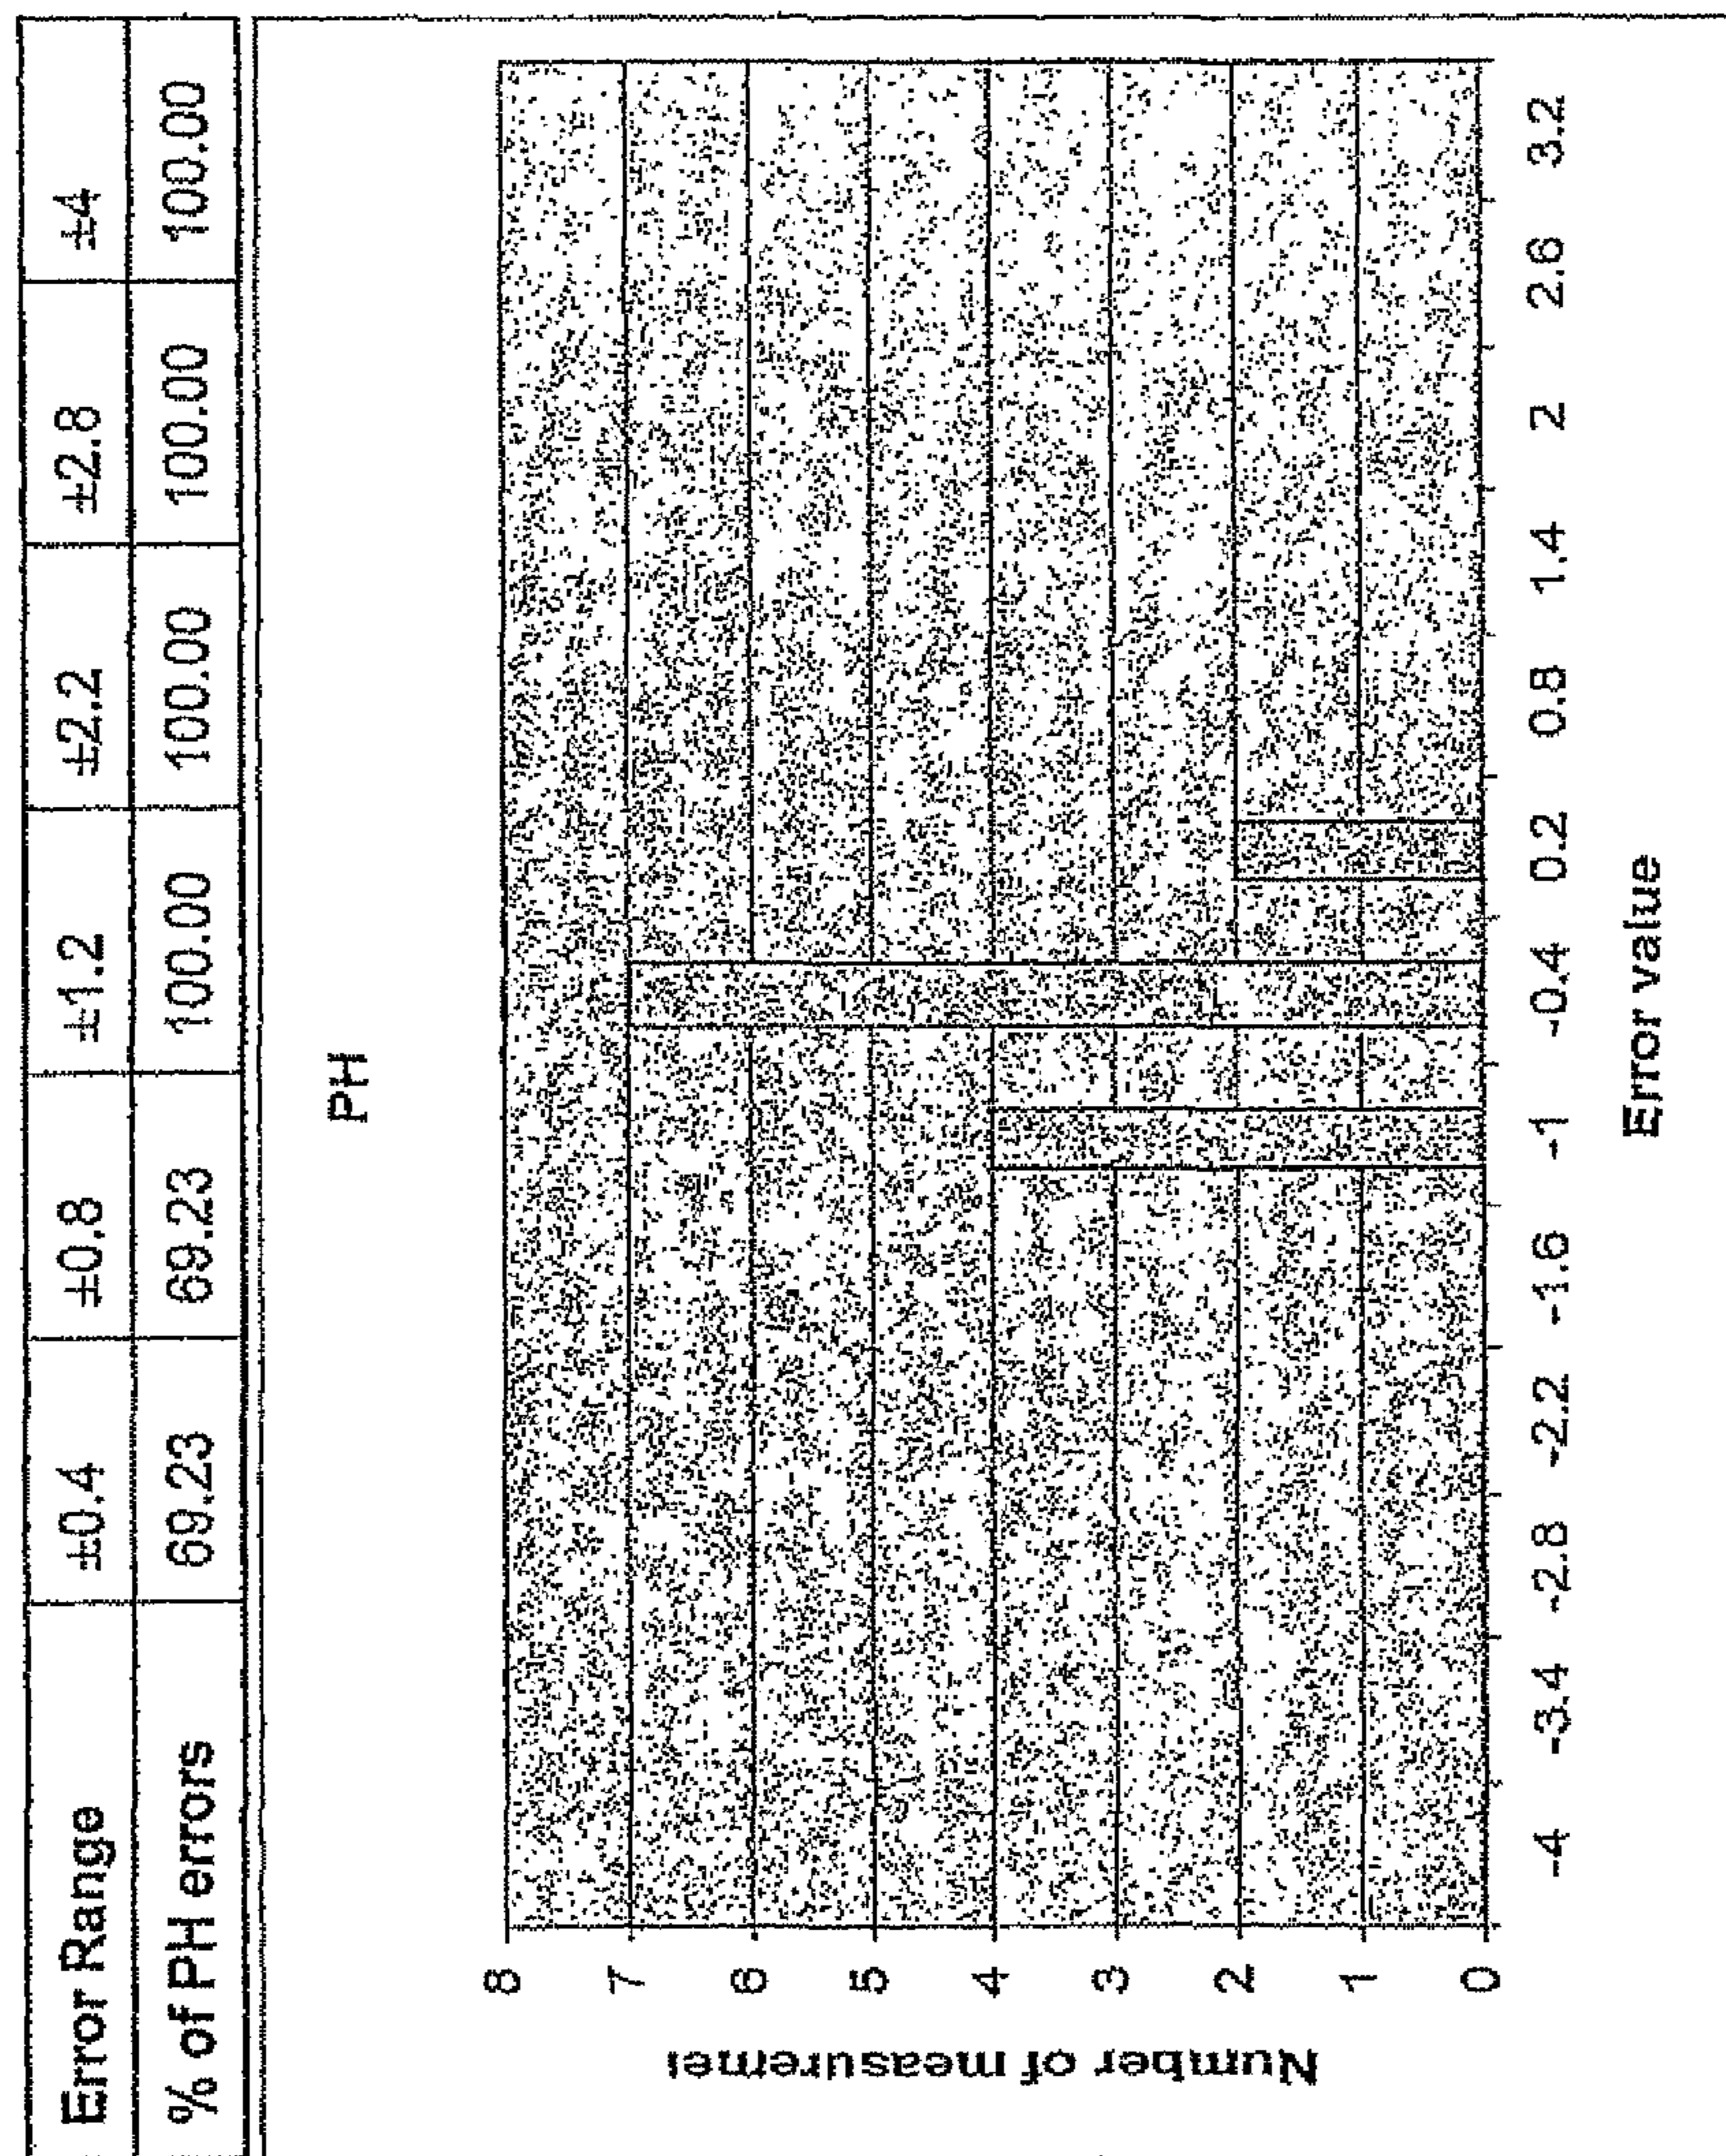 Error Range ±0.4 ±0.8 ±1.2 ±2.2 ±2.8 ±4
% of PH errors 69.23 69.23 100.00 100.00 100.00 100.00
PH
Number of measuremei
8
7
6
5
4
3
2
1
0
-4 -3.4 -2.8 -2.2 -1.6 -1 -0.4 0.2 0.8 1.4 2 2.6 3.2
Error value